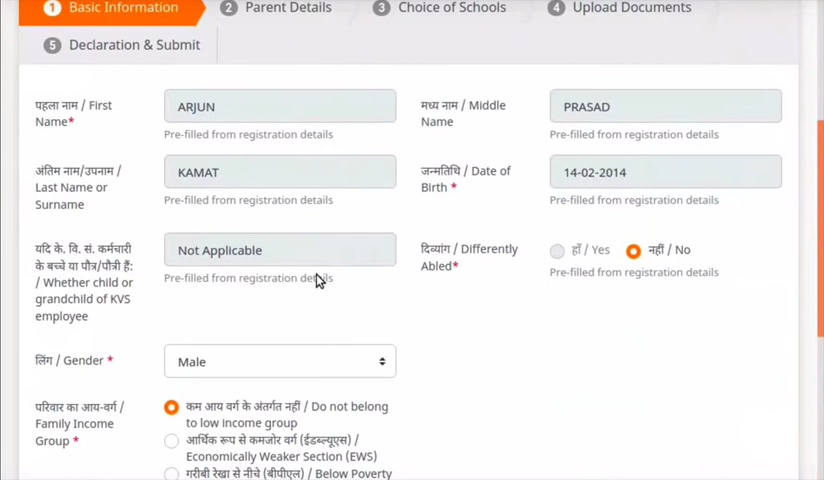 1 Basic Information
2 Parent Details
3 Choice of Schools
4 Upload Documents
5 Declaration & Submit
पहला नाम / First
Name*
ARJUN
Pre-filled from registration details
मध्य नाम / Middle
Name
PRASAD
Pre-filled from registration details
अंतिम नाम/उपनाम /
Last Name or
Surname
KAMAT
Pre-filled from registration details
जन्मतिथि / Date of
Birth *
14-02-2014
Pre-filled from registration details
यदि के. वि. सं. कर्मचारी
के बच्चे या पौत्र/पौत्री हैं:
/ Whether child or
grandchild of KVS
employee
Not Applicable
Pre-filled from registration details
दिव्यांग / Differently
Abled*
हाँ / Yes
नहीं / No
Pre-filled from registration details
लिंग / Gender *
Male
परिवार का आय-वर्ग /
Family Income
Group *
कम आय वर्ग के अंतर्गत नहीं / Do not belong
to low Income group
आर्थिक रूप से कमजोर वर्ग (ईडब्ल्यूएस) /
Economically Weaker Section (EWS)
गरीबी रेखा से नीचे (बीपीएल) / Below Poverty